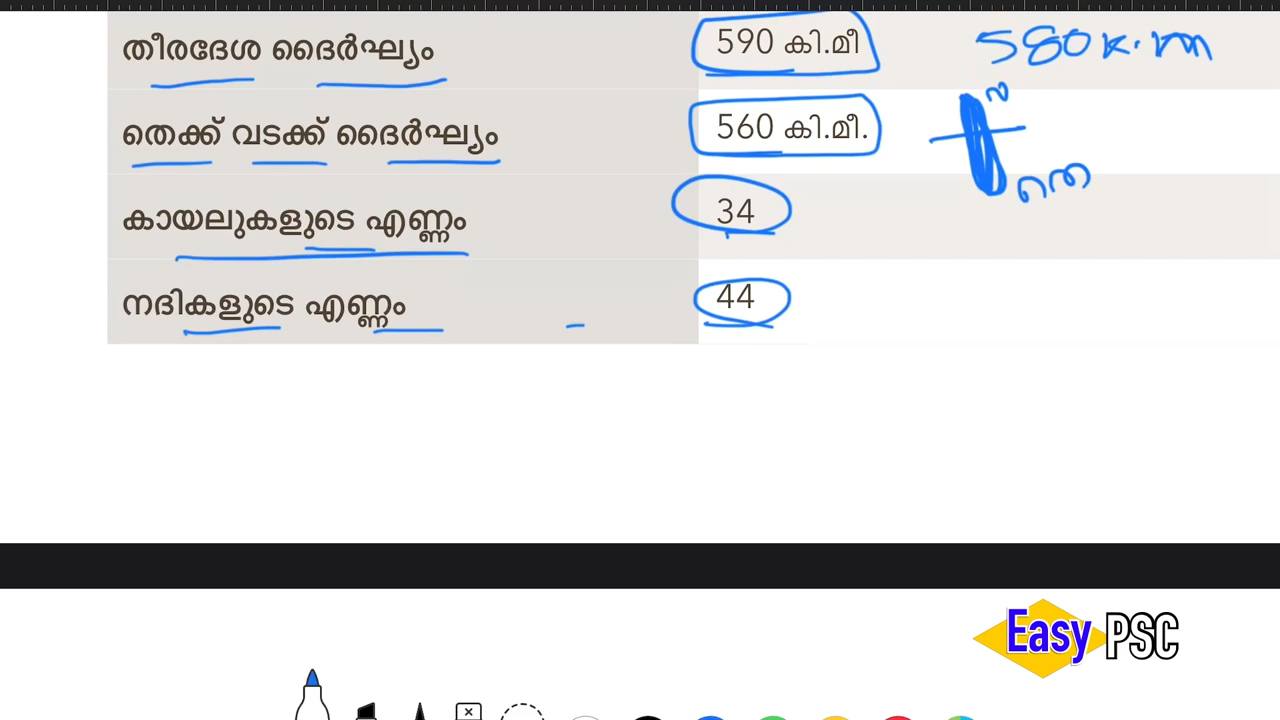 തീരദേശ ദൈർഘ്യം 590 കി.മീ 580 K.m
തെക്ക് വടക്ക് ദൈർഘ്യം 560 കി.മീ. വ
തെ
കായലുകളുടെ എണ്ണം 34
നദികളുടെ എണ്ണം 44
Easy PSC